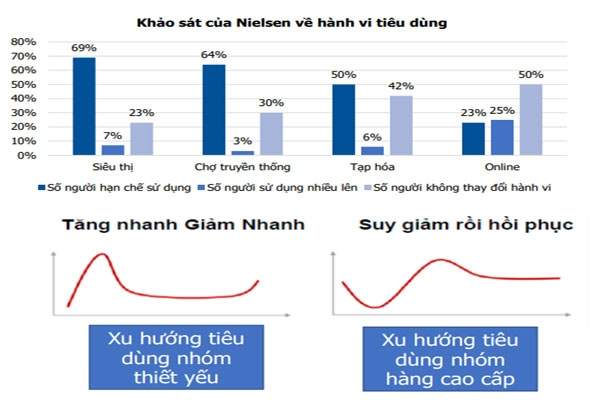 Khảo sát của Nielsen về hành vi tiêu dùng
80%
70%
60%
50%
40%
30%
20%
10%
0%
69% 7% 23% 64% 3% 30% 50% 6% 42% 23% 25% 50%
Siêu thị Chợ truyền thống Tạp hóa Online
Số người hạn chế sử dụng Số người sử dụng nhiều lên Số người không thay đổi hành vi
Tăng nhanh Giảm Nhanh
Xu hướng tiêu
dùng nhóm
thiết yếu
Suy giảm rồi hồi phục
Xu hướng tiêu
dùng nhóm
hàng cao cấp